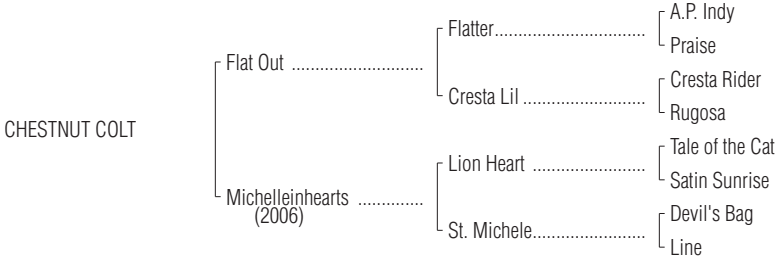 A.P. Indy
Flatter................................
Praise
Flat Out ............................
Cresta Rider
Cresta Lil ..........................
Rugosa
CHESTNUT COLT
Tale of the Cat
Lion Heart ........................
Satin Sunrise
Michelleinhearts ..............
(2006)
Devil's Bag
St. Michele........................
Line